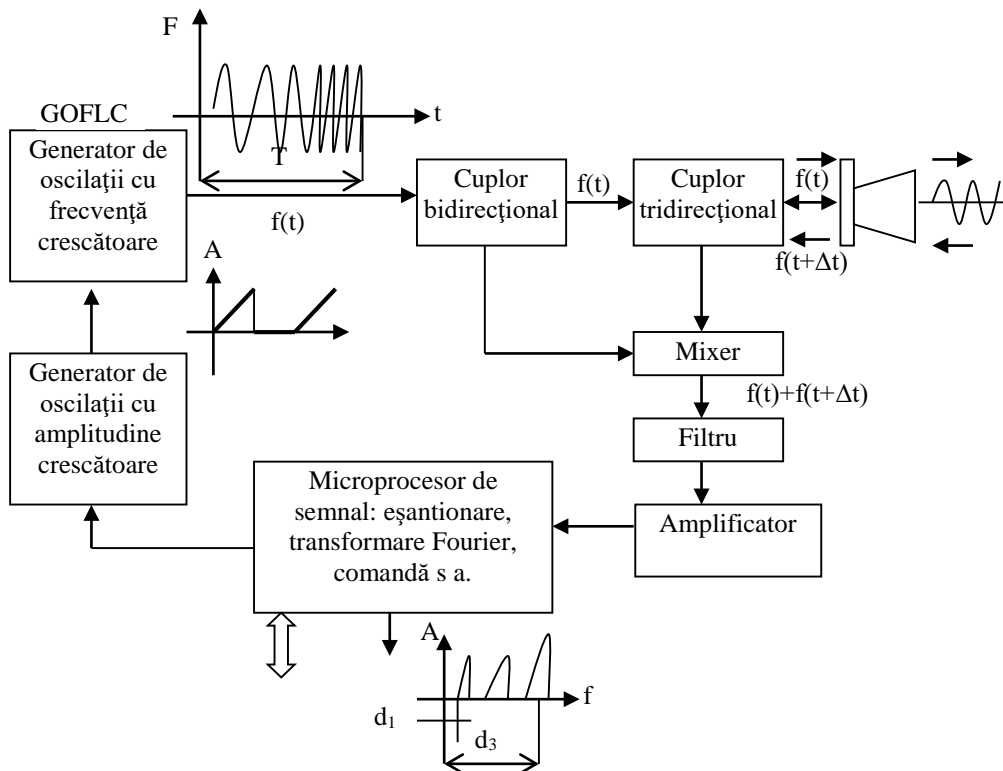 F
GOFLC
t
Generator de
oscilaţii cu
frecvenţă
crescătoare
T
f(t)
Cuplor
bidirecţional
f(t)
Cuplor
tridirecţional
f(t)
f(t+Δt)
A
Generator de
oscilaţii cu
amplitudine
crescătoare
Mixer
f(t)+f(t+Δt)
Filtru
Amplificator
Microprocesor de
semnal: eşantionare,
transformare Fourier,
comandă s a.
A
f
d₁
d₃